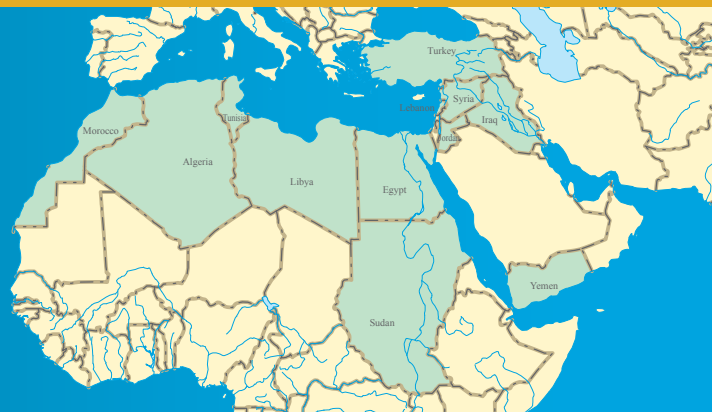 Turkey
Syria
Lebanon
Iraq
Tunisia
Morocco
Jordan
Algeria
Libya
Egypt
Yemen
Sudan